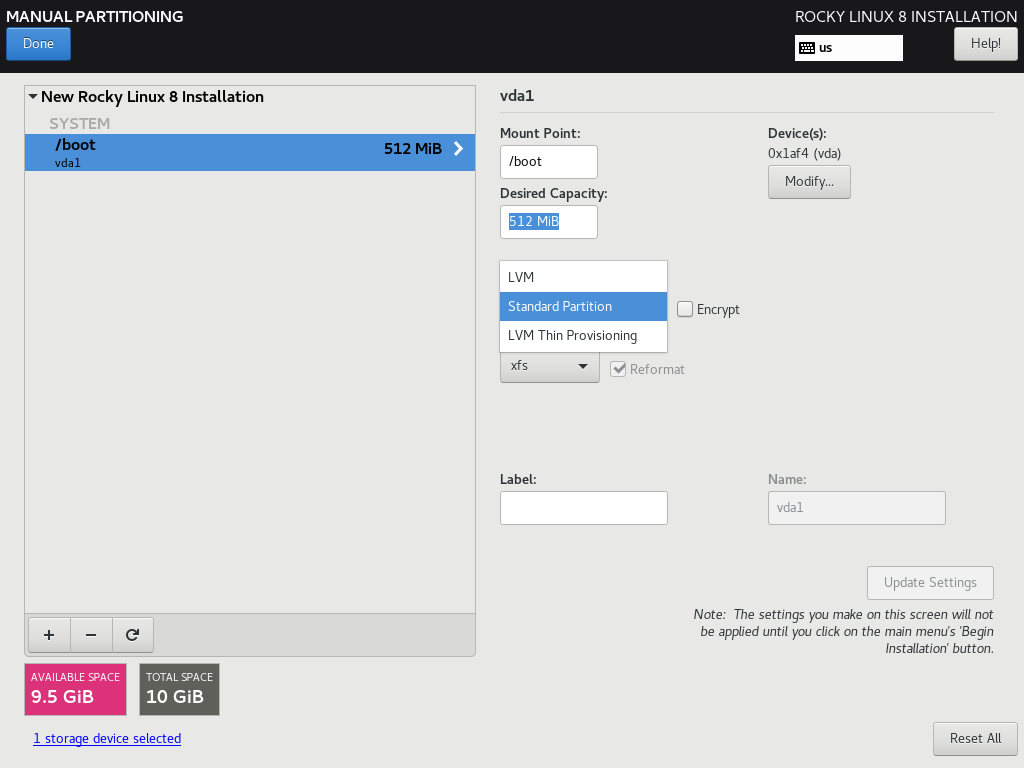 MANUAL PARTITIONING
ROCKY LINUX 8 INSTALLATION
Done
us
Help!
New Rocky Linux 8 Installation
SYSTEM
/boot
512 MiB
vda1
vda1
Mount Point:
/boot
Device(s):
0x1af4 (vda)
Modify...
Desired Capacity:
512 MiB
LVM
Standard Partition
LVM Thin Provisioning
Encrypt
xfs
Reformat
Label:
Name:
vda1
Update Settings
Note:  The settings you make on this screen will not
be applied until you click on the main menu's 'Begin
Installation' button.
AVAILABLE SPACE
9.5 GiB
TOTAL SPACE
10 GiB
1 storage device selected
Reset All